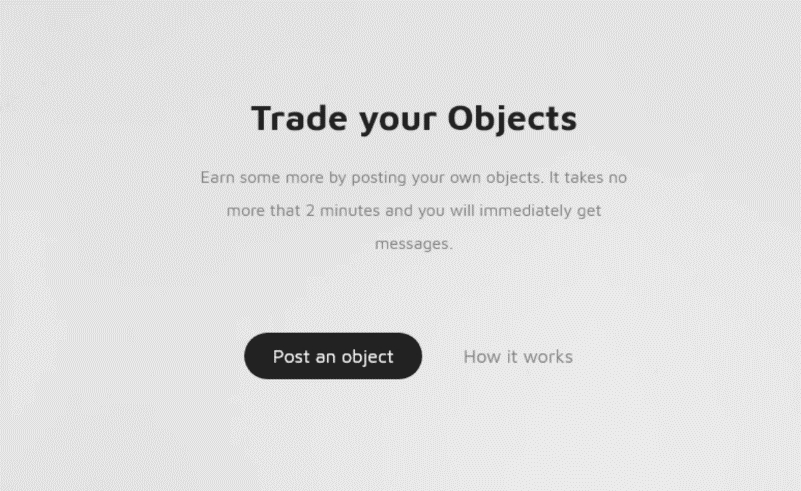 Trade your Objects
Earn some more by posting your own objects. It takes no
more that 2 minutes and you will immediately get
messages.
Post an object
How it works